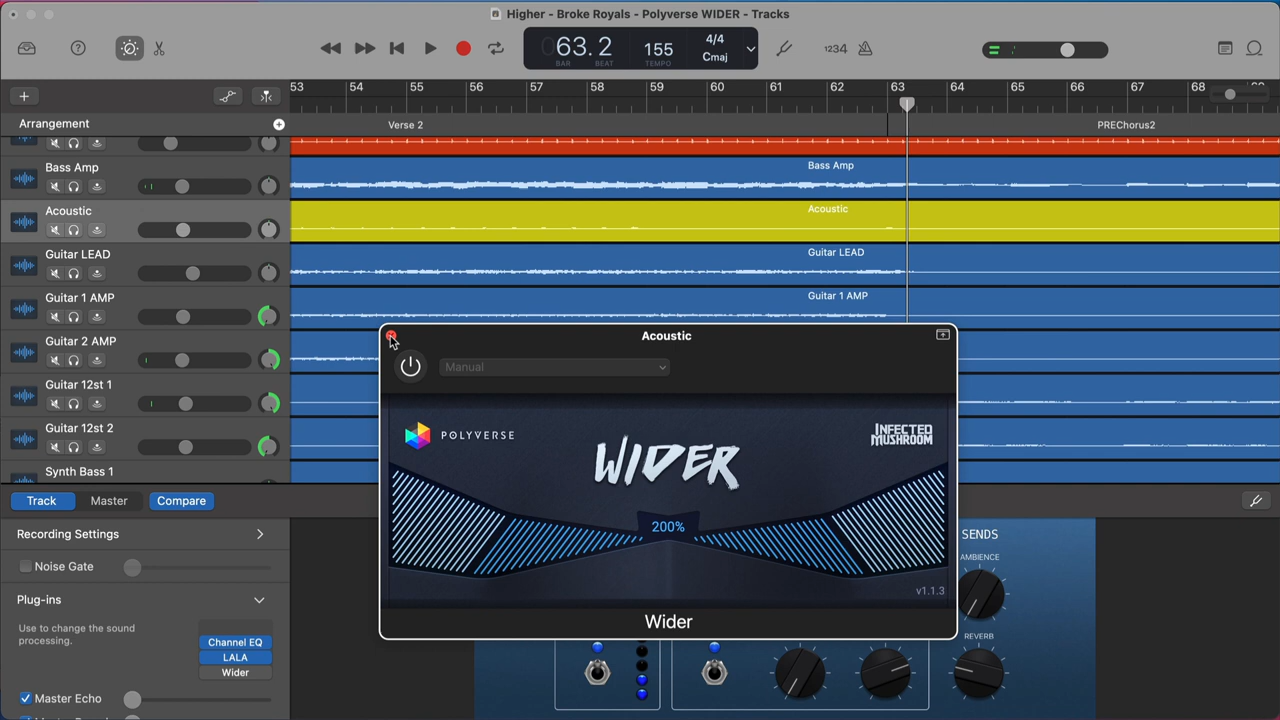 Higher - Broke Royals - Polyverse WIDER - Tracks
63. 2
BAR
BEAT
155
TEMPO
4/4
Cmaj
1234
53
54
55
56
57
58
59
60
61
62
63
64
65
66
67
68
Arrangement
Verse 2
PREChorus2
Bass Amp
Bass Amp
Acoustic
Acoustic
Guitar LEAD
Guitar LEAD
Guitar 1 AMP
Guitar 1 AMP
Guitar 2 AMP
Guitar 12st 1
Guitar 12st 2
Synth Bass 1
Acoustic
Manual
POLYVERSE
WIDER
INFECTED
MUSHROOM
200%
v1.1.3
Wider
Track
Master
Compare
Recording Settings
Noise Gate
Plug-ins
Use to change the sound
processing.
Channel EQ
LALA
Wider
Master Echo
SENDS
AMBIENCE
REVERB